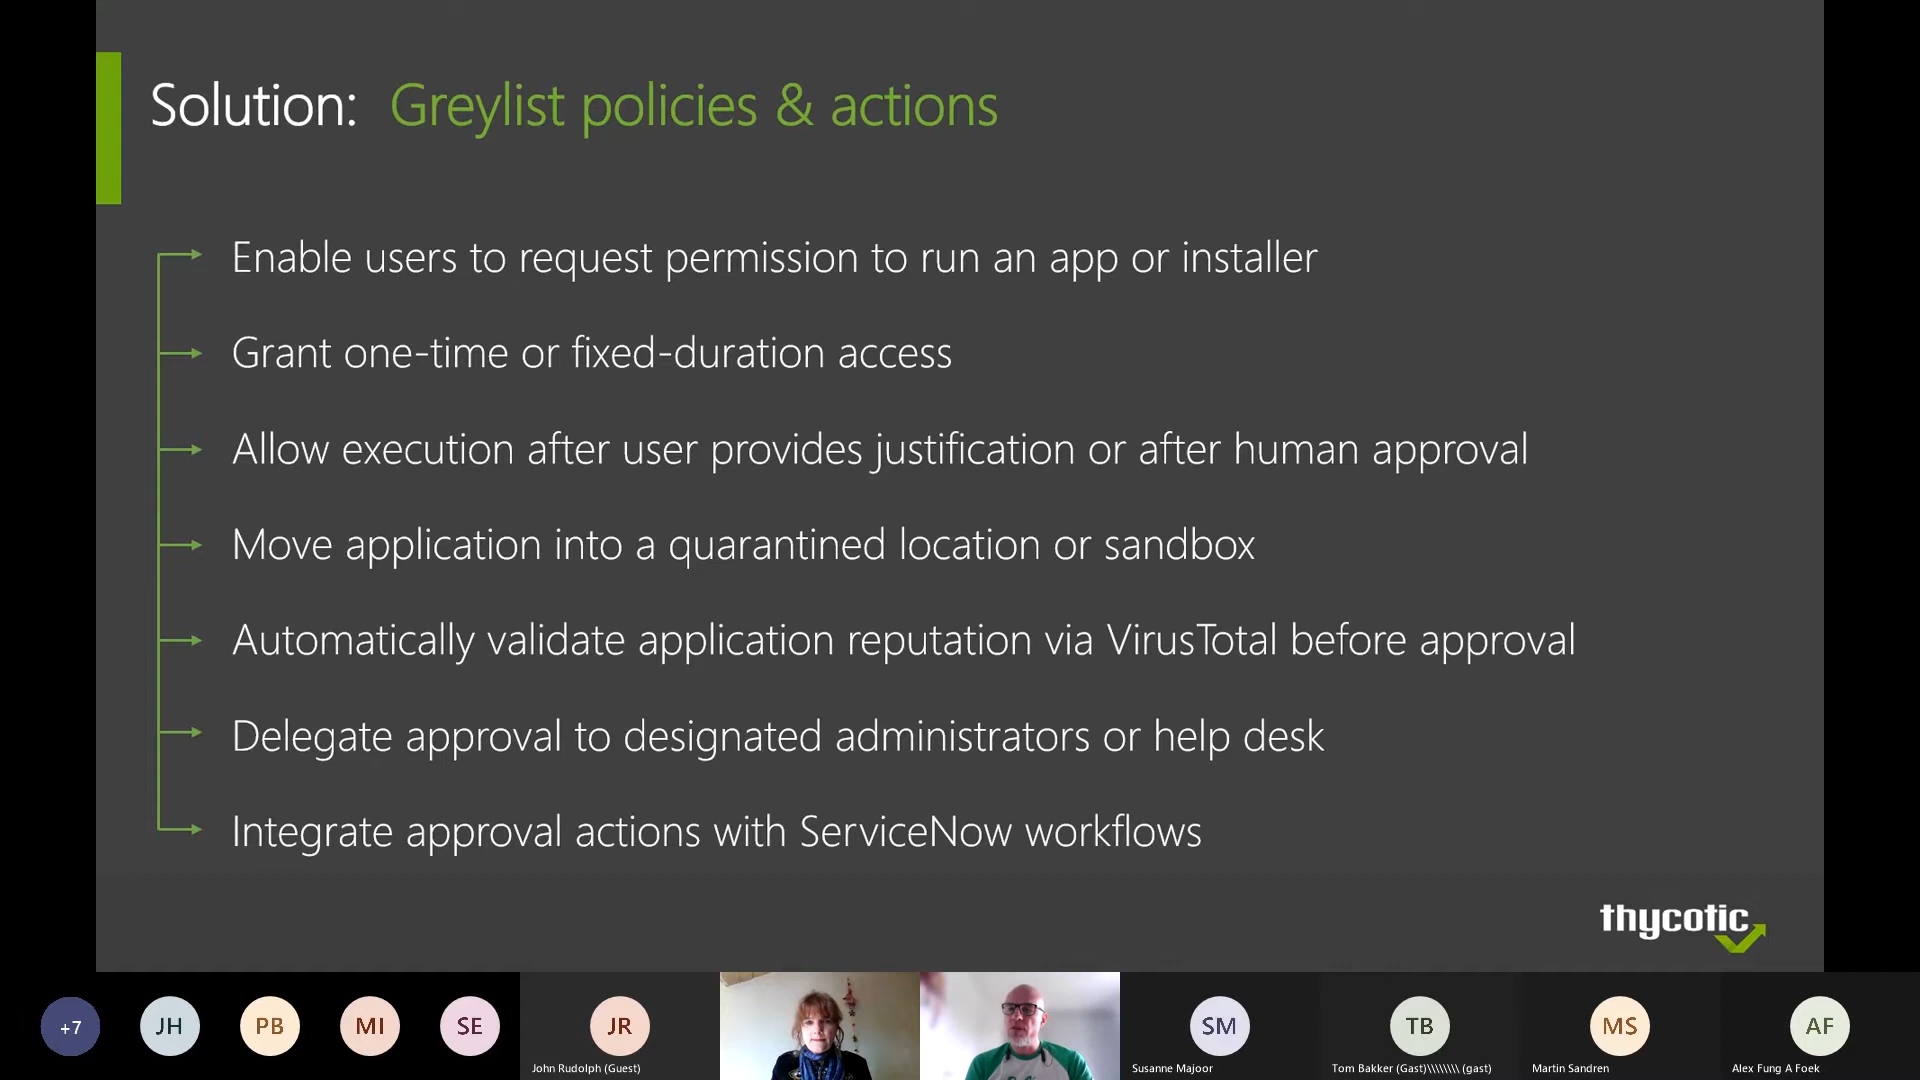 Solution: Greylist policies & actions
Enable users to request permission to run an app or installer
Grant one-time or fixed-duration access
Allow execution after user provides justification or after human approval
Move application into a quarantined location or sandbox
Automatically validate application reputation via VirusTotal before approval
Delegate approval to designated administrators or help desk
Integrate approval actions with ServiceNow workflows
thycotic
+7
JH
PB
MI
SE
JR
SM
TB
MS
AF
John Rudolph (Guest)
Susanne Majoor
Tom Bakker (Gast)\\\\\\\\ (gast)
Martin Sandren
Alex Fung A Foek